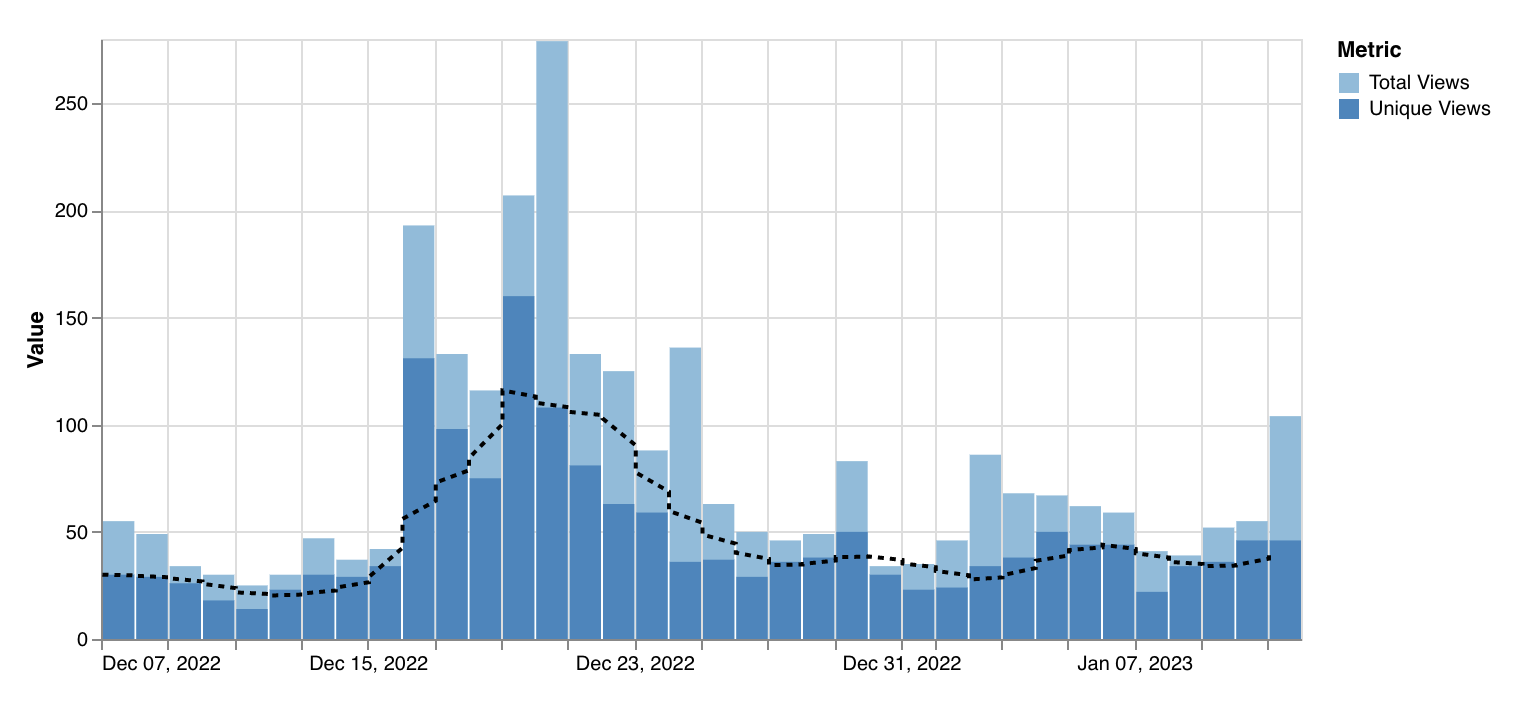 Metric
Total Views
Unique Views
Value
250
200
150
100
50
0
Dec 07, 2022
Dec 15, 2022
Dec 23, 2022
Dec 31, 2022
Jan 07, 2023